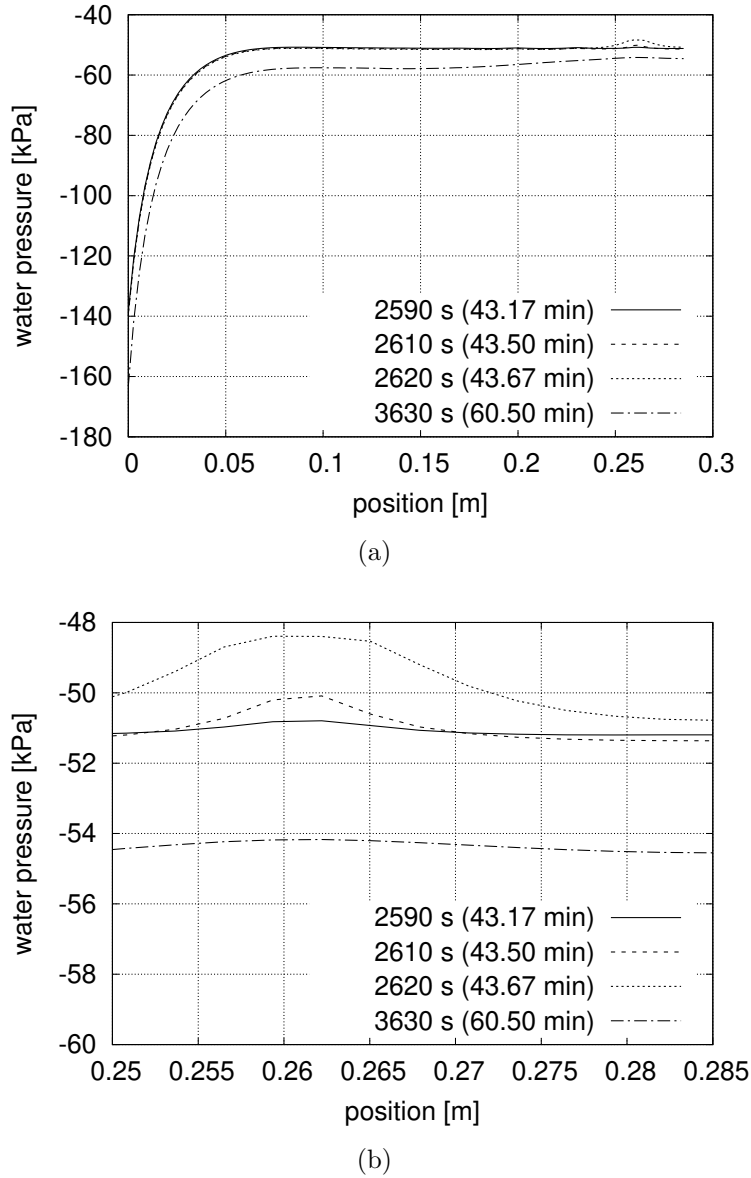 -40
-60
-80
-100
-120
-140
-160
-180
water pressure [kPa]
2590 s (43.17 min)
2610 s (43.50 min)
2620 s (43.67 min)
3630 s (60.50 min)
0 0.05 0.1 0.15 0.2 0.25 0.3
position [m]
(a)
-48
-50
-52
-54
-56
-58
-60
water pressure [kPa]
2590 s (43.17 min)
2610 s (43.50 min)
2620 s (43.67 min)
3630 s (60.50 min)
0.25 0.255 0.26 0.265 0.27 0.275 0.28 0.285
position [m]
(b)